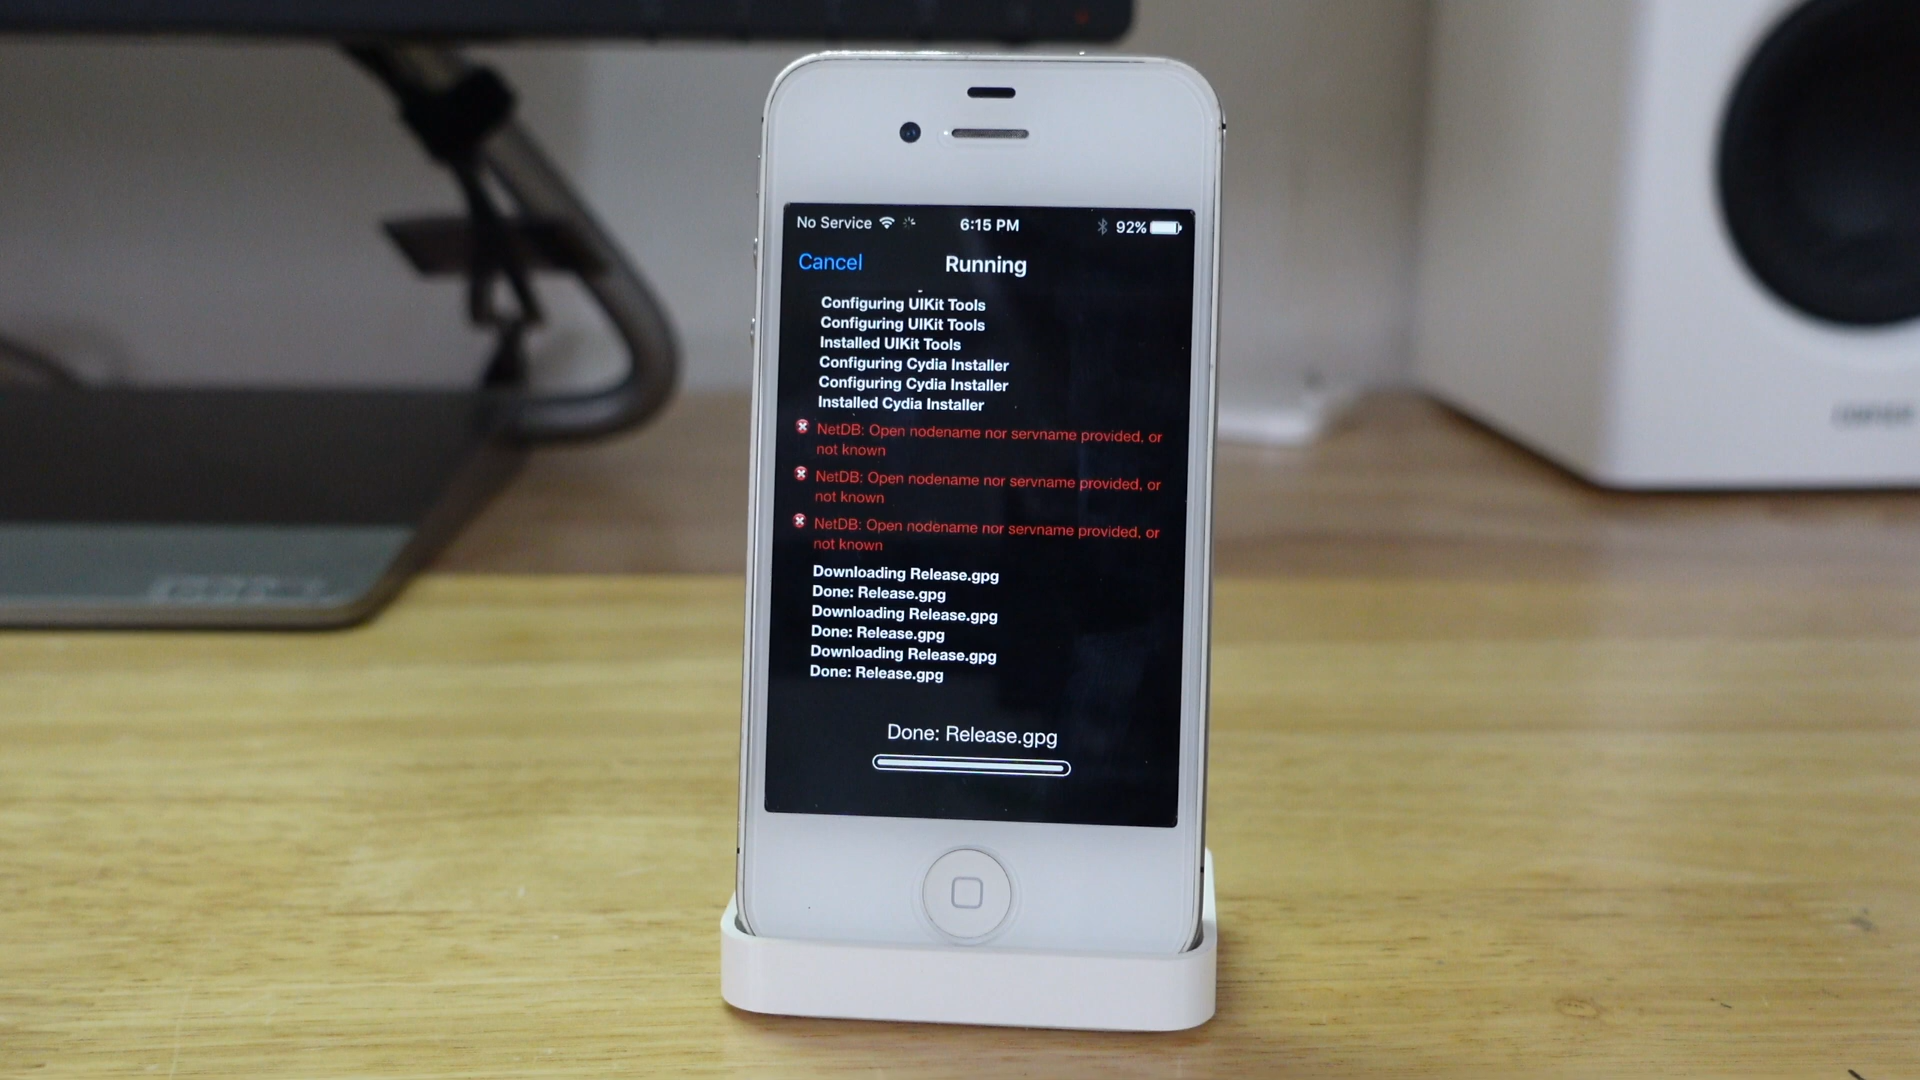 No Service 6:15 PM 92%
Cancel Running
Configuring UIKit Tools
Configuring UIKit Tools
Installed UIKit Tools
Configuring Cydia Installer
Configuring Cydia Installer
Installed Cydia Installer
NetDB: Open nodename nor servname provided, or
not known
NetDB: Open nodename nor servname provided, or
not known
NetDB: Open nodename nor servname provided, or
not known
Downloading Release.gpg
Done: Release.gpg
Downloading Release.gpg
Done: Release.gpg
Downloading Release.gpg
Done: Release.gpg
Done: Release.gpg